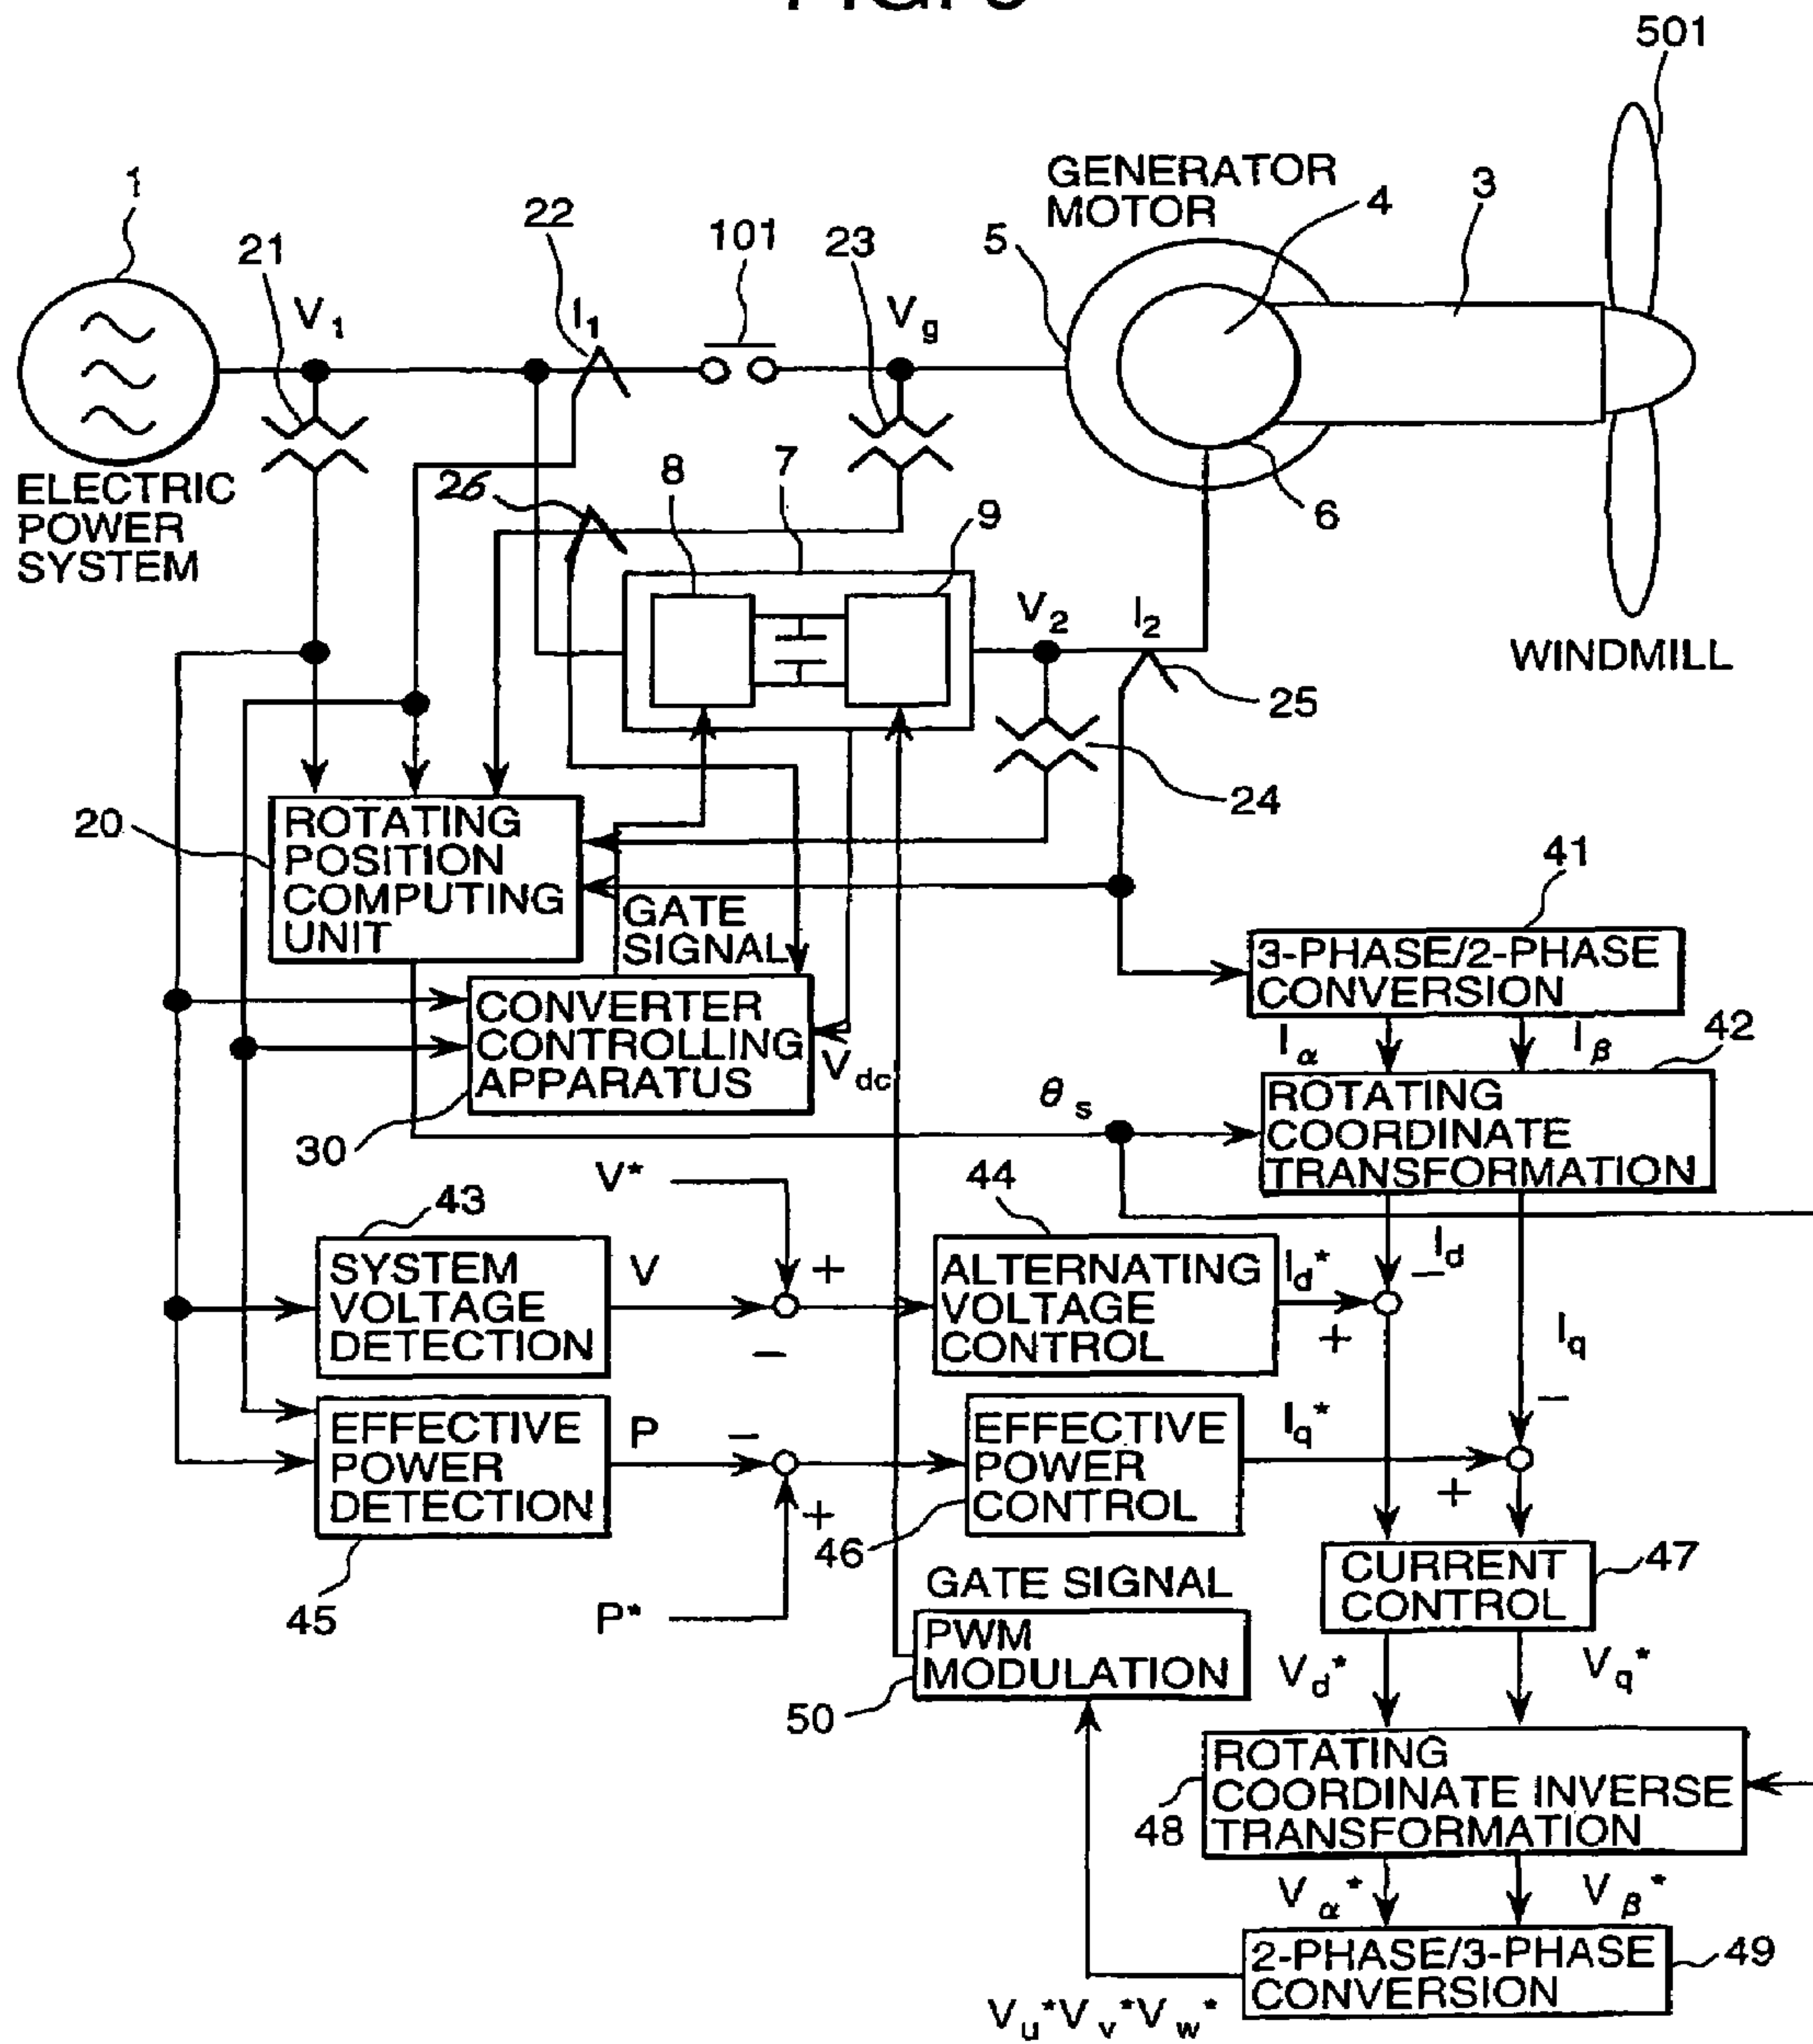 501
1
GENERATOR
MOTOR
3
4
22
101
23
5
21
V1
I1
Vg
ELECTRIC
POWER
SYSTEM
26
8
7
9
6
V2
I2
WINDMILL
25
24
20
ROTATING
POSITION
COMPUTING
UNIT
GATE
SIGNAL
41
3-PHASE/2-PHASE
CONVERSION
CONVERTER
CONTROLLING
APPARATUS
Vdc
Iα
Iβ
42
30
θs
ROTATING
COORDINATE
TRANSFORMATION
V*
43
44
SYSTEM
VOLTAGE
DETECTION
V
+
−
ALTERNATING
VOLTAGE
CONTROL
Id*
−
Id
+
Iq
EFFECTIVE
POWER
DETECTION
P
−
+
EFFECTIVE
POWER
CONTROL
Iq*
−
+
45
46
P*
GATE SIGNAL
CURRENT
CONTROL
47
PWM
MODULATION
50
Vd*
Vq*
ROTATING
COORDINATE INVERSE
TRANSFORMATION
48
Vα*
Vβ*
2-PHASE/3-PHASE
CONVERSION
49
Vu*Vv*Vw*